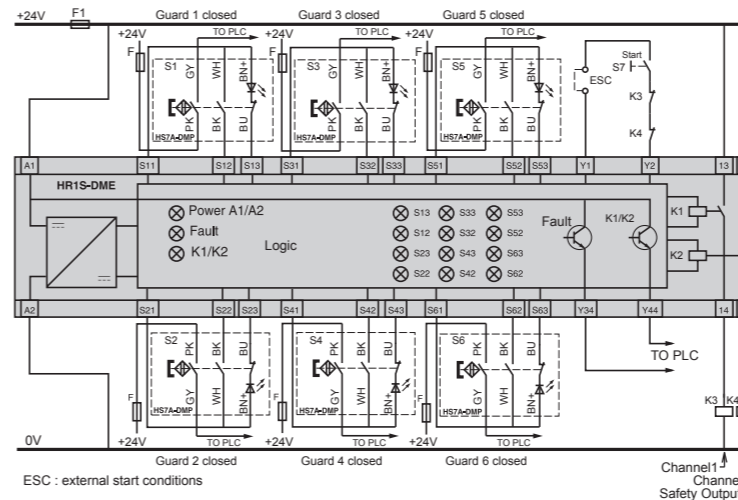 +24V F1 Guard 1 closed Guard 3 closed Guard 5 closed
+24V TO PLC +24V TO PLC +24V TO PLC
F S1 GY WH BN+ F S3 GY WH BN+ F S5 GY WH BN+ Start
S7
ESC
K3
PK BK BU PK BK BU PK BK BU K4
HS7A-DMP HS7A-DMP HS7A-DMP
A1 S11 S12 S13 S31 S32 S33 S51 S52 S53 Y1 Y2 13
HR1S-DME
Power A1/A2 S13 S33 S53 Fault K1/K2 K1
Fault Logic S12 S32 S52
K1/K2 S23 S43 S63 K2
S22 S42 S62
A2 S21 S22 S23 S41 S42 S43 S61 S62 S63 Y34 Y44 14
S2 PK BK BU S4 PK BK BU S6 PK BK BU TO PLC
F GY WH BN+ F GY WH BN+ F GY WH BN+ K3 K4
HS7A-DMP HS7A-DMP HS7A-DMP
0V +24V TO PLC +24V TO PLC +24V TO PLC
Guard 2 closed Guard 4 closed Guard 6 closed
ESC : external start conditions
Channel1
Channe
Safety Output